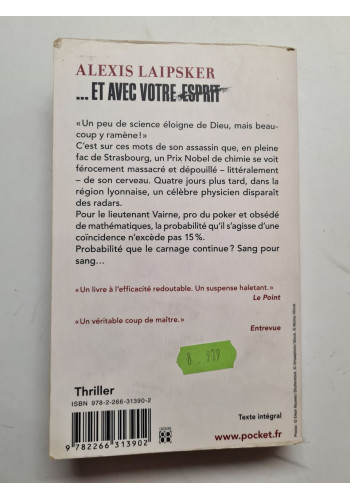 ALEXIS LAIPSKER
... ET AVEC VOTRE ESPRIT
« Un peu de science éloigne de Dieu, mais beau-
coup y ramène ! »
C'est sur ces mots de son assassin que, en pleine
fac de Strasbourg, un Prix Nobel de chimie se voit
férocement massacré et dépouillé – littéralement
– de son cerveau. Quatre jours plus tard, dans la
région lyonnaise, un célèbre physicien disparaît
des radars.
Pour le lieutenant Vairne, pro du poker et obsédé
de mathématiques, la probabilité qu'il s'agisse d'une
coïncidence n'excède pas 15 %.
Probabilité que le carnage continue ? Sang pour
sang...
« Un livre à l'efficacité redoutable. Un suspense haletant. »
Le Point
« Un véritable coup de maître. »
Entrevue
Thriller
ISBN 978-2-266-31390-2
9 782266 313902
Texte intégral
www.pocket.fr